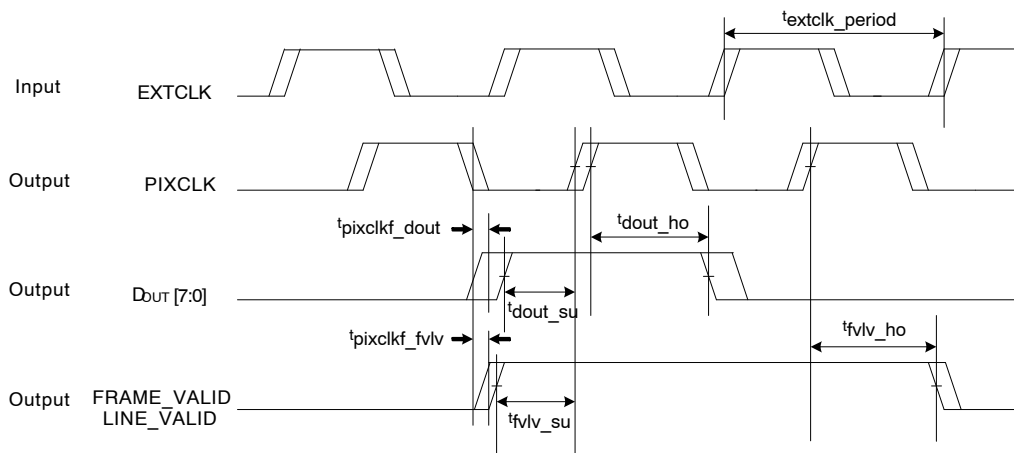 textclk_period
Input EXTCLK
Output PIXCLK
tpixclkf_dout
tdout_ho
Output DOUT [7:0]
tdout_su
tpixclkf_fvlv
tfvlv_ho
Output FRAME_VALID
LINE_VALID
tfvlv_su